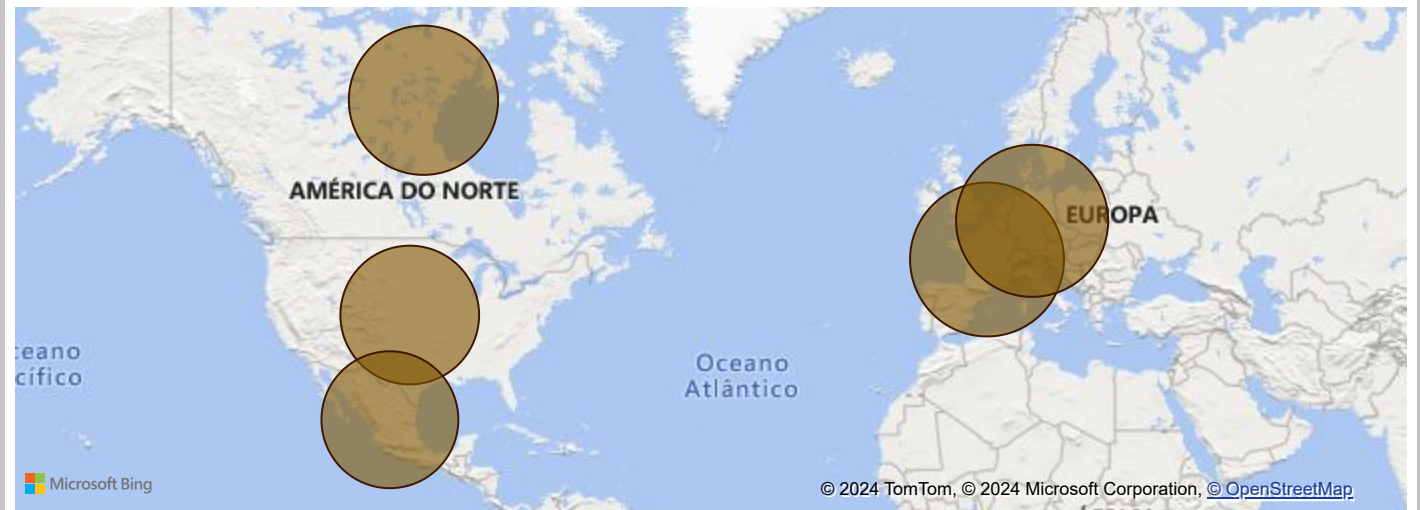 AMÉRICA DO NORTE
EUROPA
ceano
cífico
Oceano
Atlântico
Microsoft Bing
© 2024 TomTom, © 2024 Microsoft Corporation, © OpenStreetMap